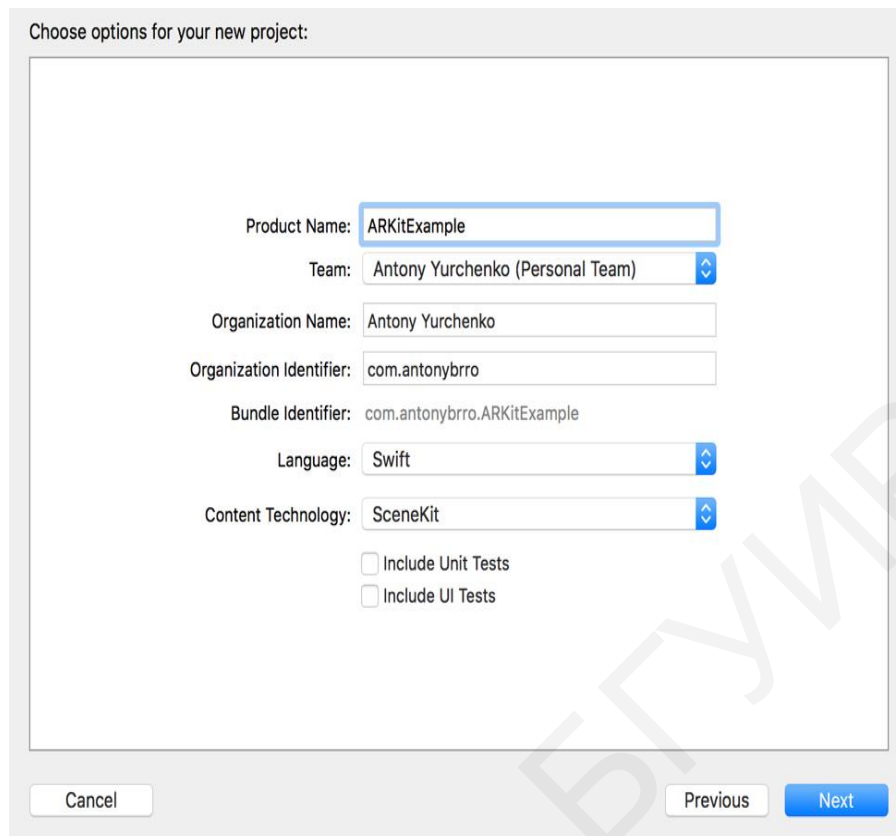 Choose options for your new project:
Product Name: ARKitExample
Team: Antony Yurchenko (Personal Team)
Organization Name: Antony Yurchenko
Organization Identifier: com.antonybrro
Bundle Identifier: com.antonybrro.ARKitExample
Language: Swift
Content Technology: SceneKit
Include Unit Tests
Include UI Tests
Cancel Previous Next
БГУИР